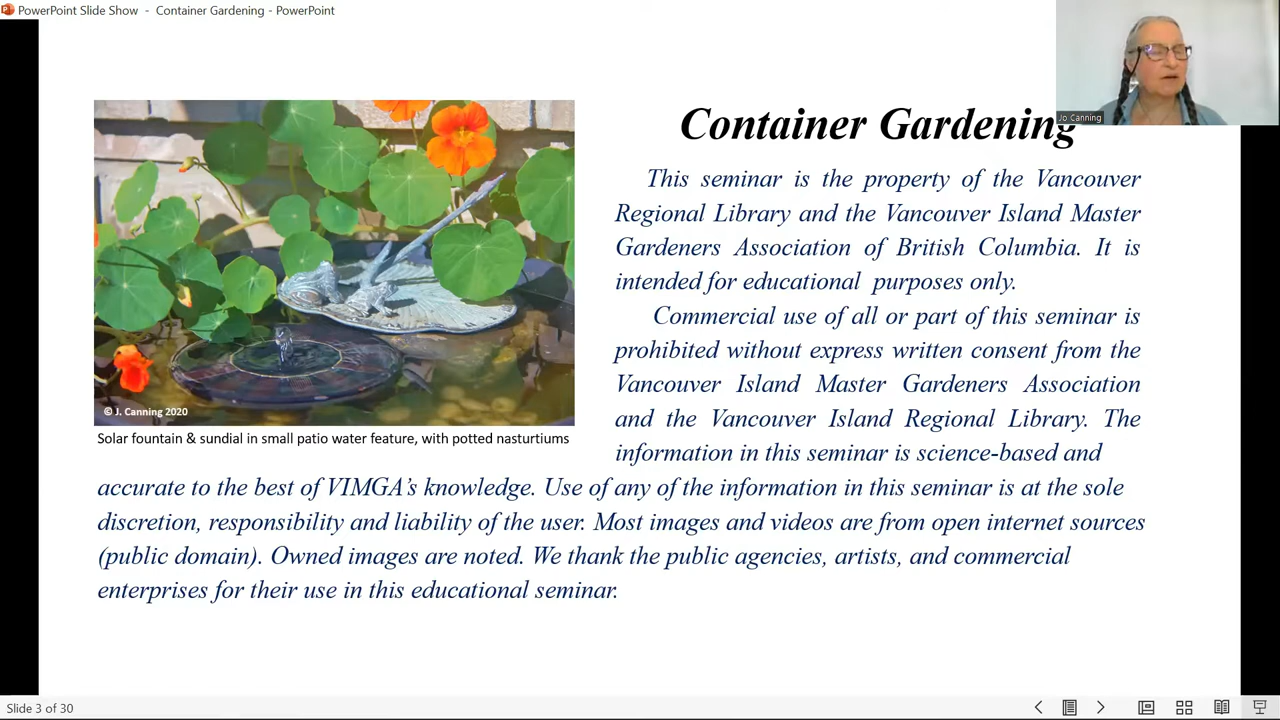 PowerPoint Slide Show - Container Gardening - PowerPoint
Jo Canning
Container Gardening
This seminar is the property of the Vancouver
Regional Library and the Vancouver Island Master
Gardeners Association of British Columbia. It is
intended for educational purposes only.
Commercial use of all or part of this seminar is
prohibited without express written consent from the
Vancouver Island Master Gardeners Association
and the Vancouver Island Regional Library. The
information in this seminar is science-based and
accurate to the best of VIMGA's knowledge. Use of any of the information in this seminar is at the sole
discretion, responsibility and liability of the user. Most images and videos are from open internet sources
(public domain). Owned images are noted. We thank the public agencies, artists, and commercial
enterprises for their use in this educational seminar.
© J. Canning 2020
Solar fountain & sundial in small patio water feature, with potted nasturtiums
Slide 3 of 30